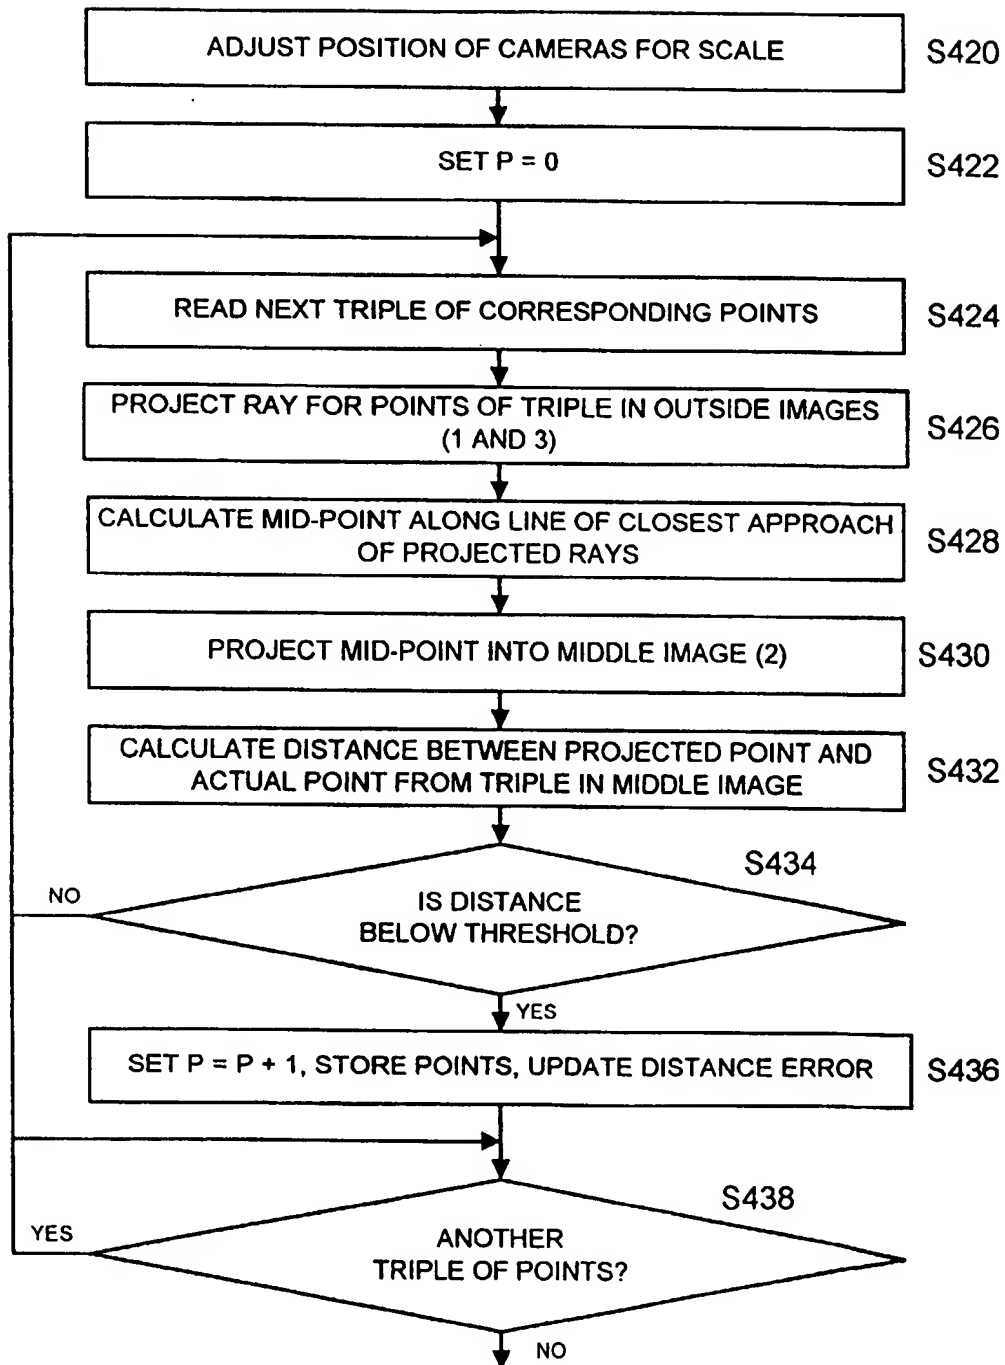 ADJUST POSITION OF CAMERAS FOR SCALE
S420
SET P = 0
S422
READ NEXT TRIPLE OF CORRESPONDING POINTS
S424
PROJECT RAY FOR POINTS OF TRIPLE IN OUTSIDE IMAGES
(1 AND 3)
S426
CALCULATE MID-POINT ALONG LINE OF CLOSEST APPROACH
OF PROJECTED RAYS
S428
PROJECT MID-POINT INTO MIDDLE IMAGE (2)
S430
CALCULATE DISTANCE BETWEEN PROJECTED POINT AND
ACTUAL POINT FROM TRIPLE IN MIDDLE IMAGE
S432
S434
NO
IS DISTANCE
BELOW THRESHOLD?
YES
SET P = P + 1, STORE POINTS, UPDATE DISTANCE ERROR
S436
S438
YES
ANOTHER
TRIPLE OF POINTS?
NO